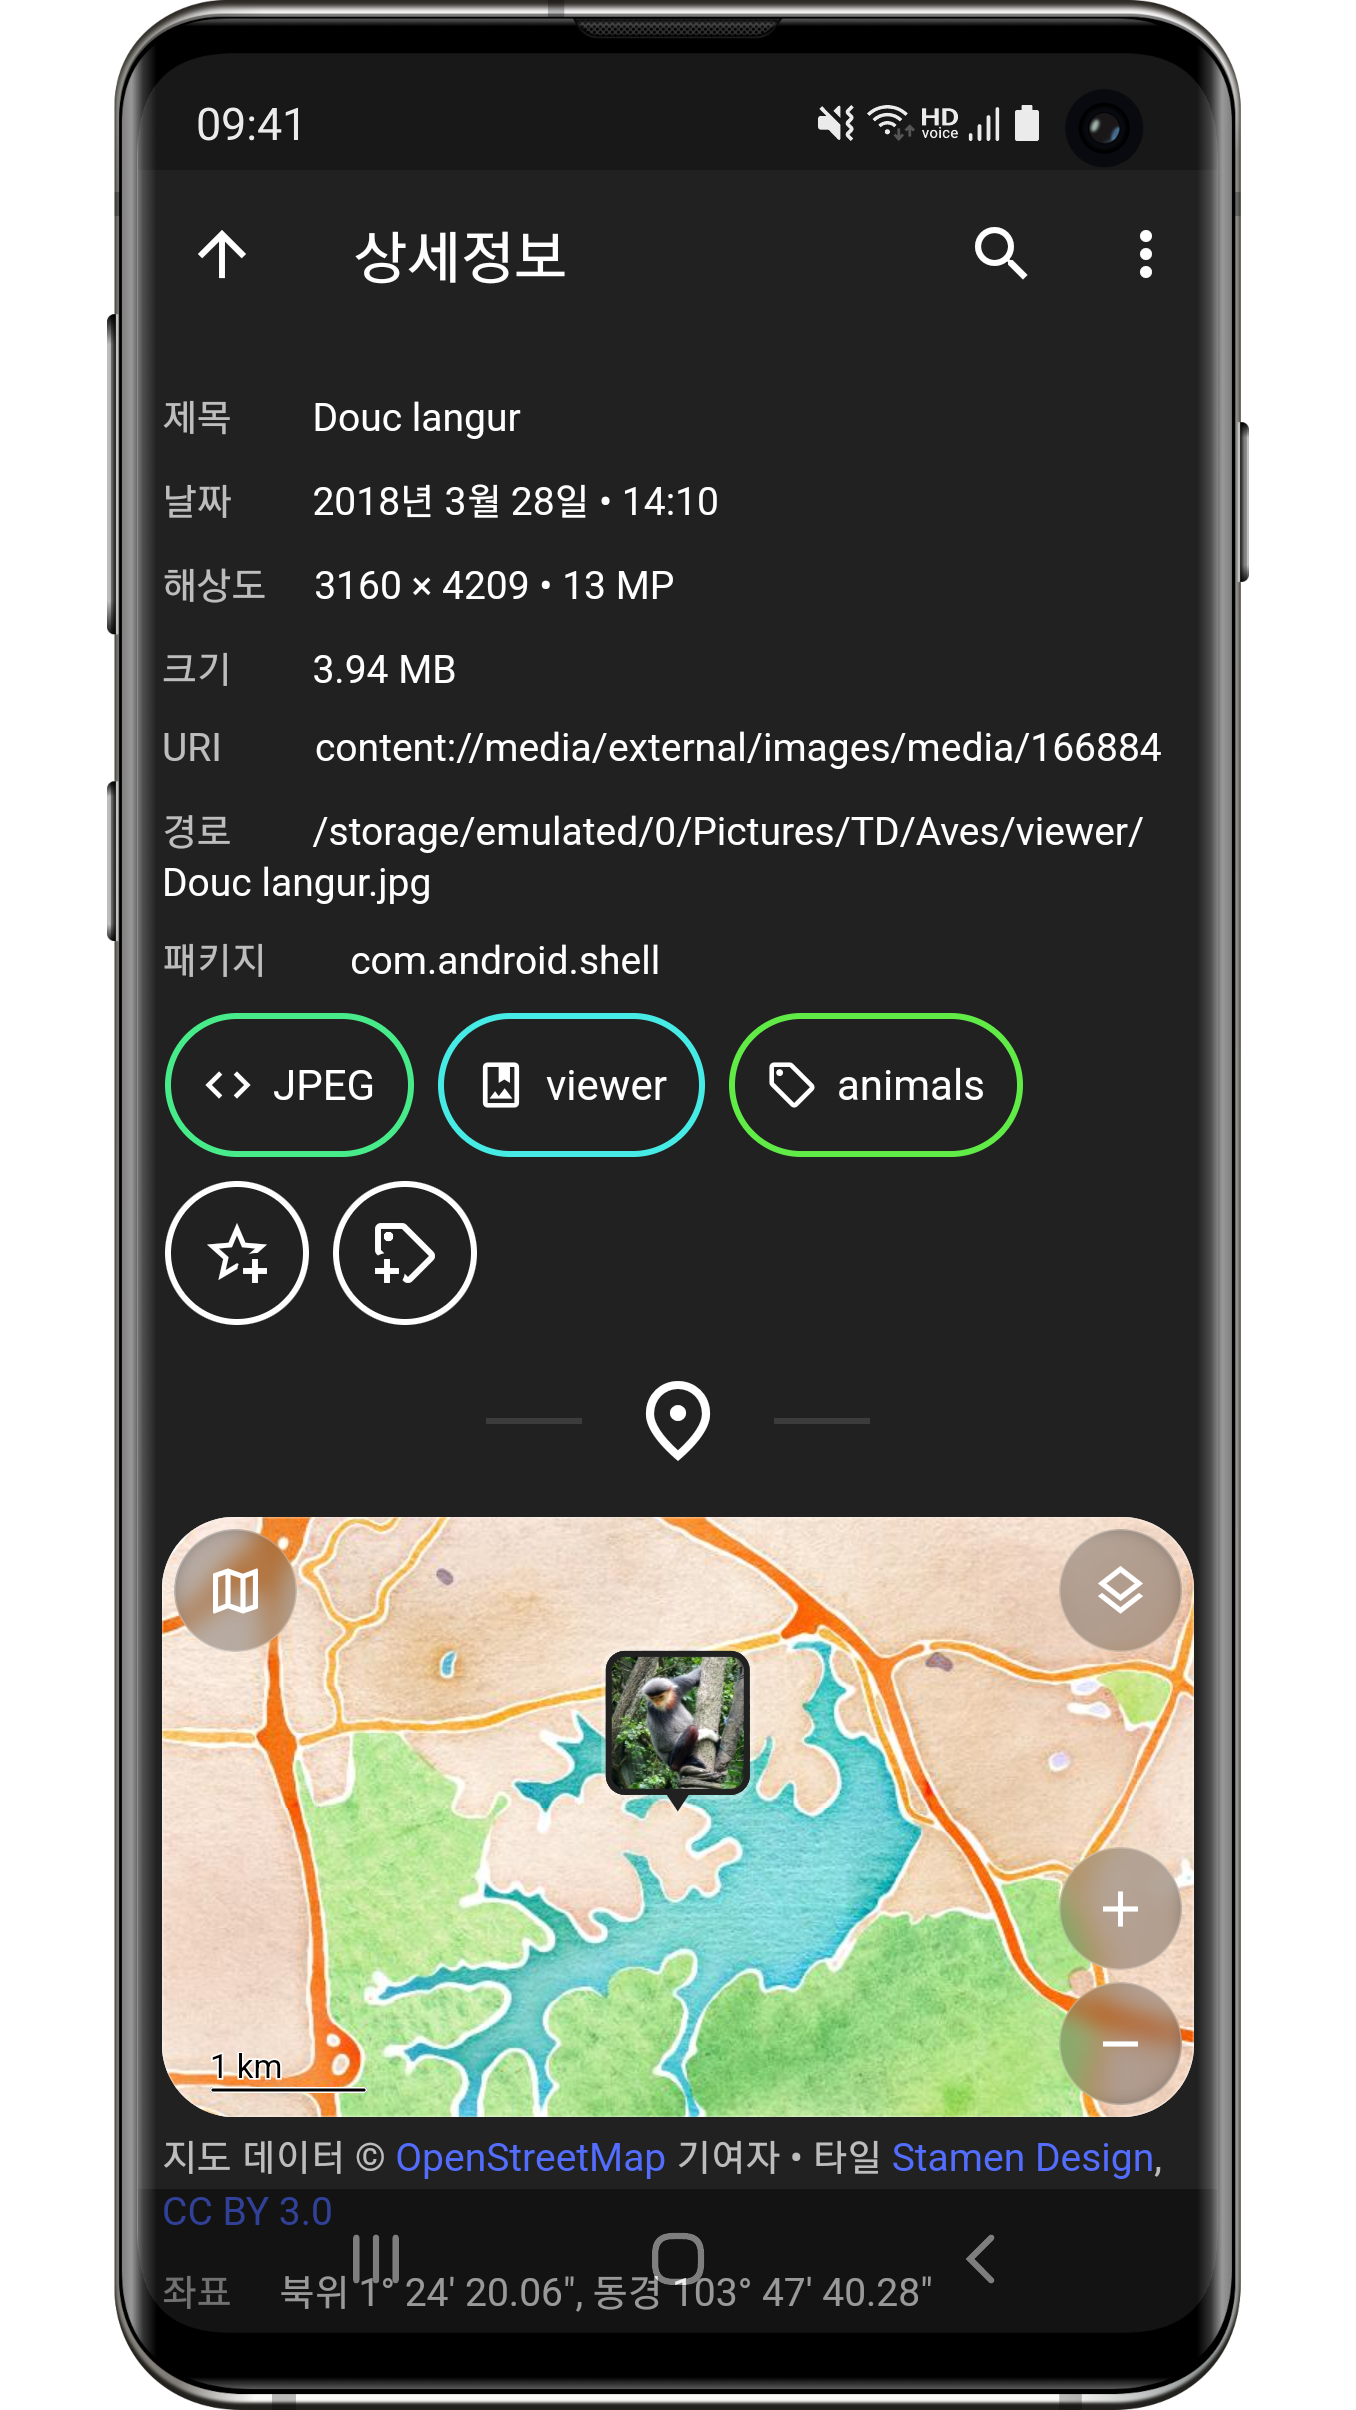 09:41 HD voice
상세정보
제목 Douc langur
날짜 2018년 3월 28일 • 14:10
해상도 3160 × 4209 • 13 MP
크기 3.94 MB
URI content://media/external/images/media/166884
경로 /storage/emulated/0/Pictures/TD/Aves/viewer/
Douc langur.jpg
패키지 com.android.shell
JPEG viewer animals
1 km
지도 데이터 © OpenStreetMap 기여자 • 타일 Stamen Design,
CC BY 3.0
좌표 북위 1° 24' 20.06", 동경 103° 47' 40.28"